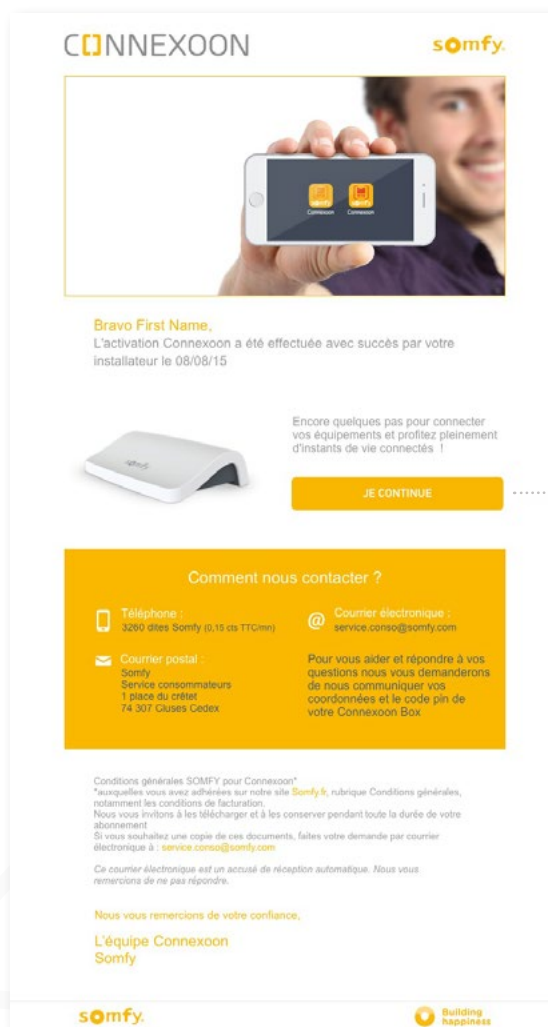 CONNEXOON
somfy.
somfy
somfy
Connexoon
Connexoon
Bravo First Name,
L'activation Connexoon a été effectuée avec succès par votre
installateur le 08/08/15
somfy
Encore quelques pas pour connecter
vos équipements et profitez pleinement
d'instants de vie connectés !
JE CONTINUE
Comment nous contacter ?
Téléphone :
3260 dites Somfy (0,15 cts TTC/mn)
Courrier postal :
Somfy
Service consommateurs
1 place du crêtet
74 307 Cluses Cedex
@
Courrier électronique :
service.conso@somfy.com
Pour vous aider et répondre à vos
questions nous vous demanderons
de nous communiquer vos
coordonnées et le code pin de
votre Connexoon Box
Conditions générales SOMFY pour Connexoon*
*auxquelles vous avez adhérées sur notre site Somfy.fr, rubrique Conditions générales,
notamment les conditions de facturation.
Nous vous invitons à les télécharger et à les conserver pendant toute la durée de votre
abonnement
Si vous souhaitez une copie de ces documents, faites votre demande par courrier
électronique à : service.conso@somfy.com
Ce courrier électronique est un accusé de réception automatique. Nous vous
remercions de ne pas répondre.
Nous vous remercions de votre confiance,
L'équipe Connexoon
Somfy
somfy.
Building
happiness